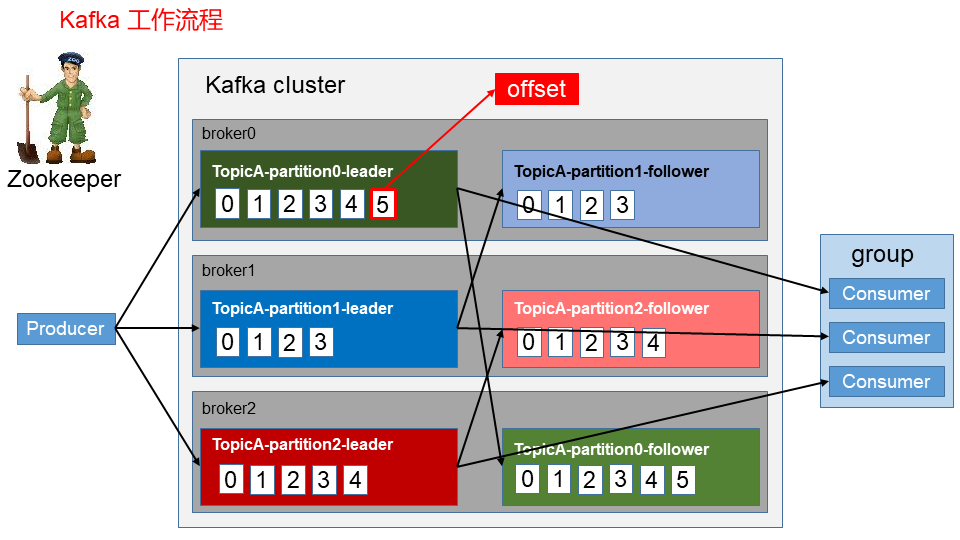 Kafka 工作流程
Zookeeper
Kafka cluster
offset
broker0
TopicA-partition0-leader
0 1 2 3 4 5
TopicA-partition1-follower
0 1 2 3
broker1
TopicA-partition1-leader
0 1 2 3
TopicA-partition2-follower
0 1 2 3 4
broker2
TopicA-partition2-leader
0 1 2 3 4
TopicA-partition0-follower
0 1 2 3 4 5
Producer
group
Consumer
Consumer
Consumer